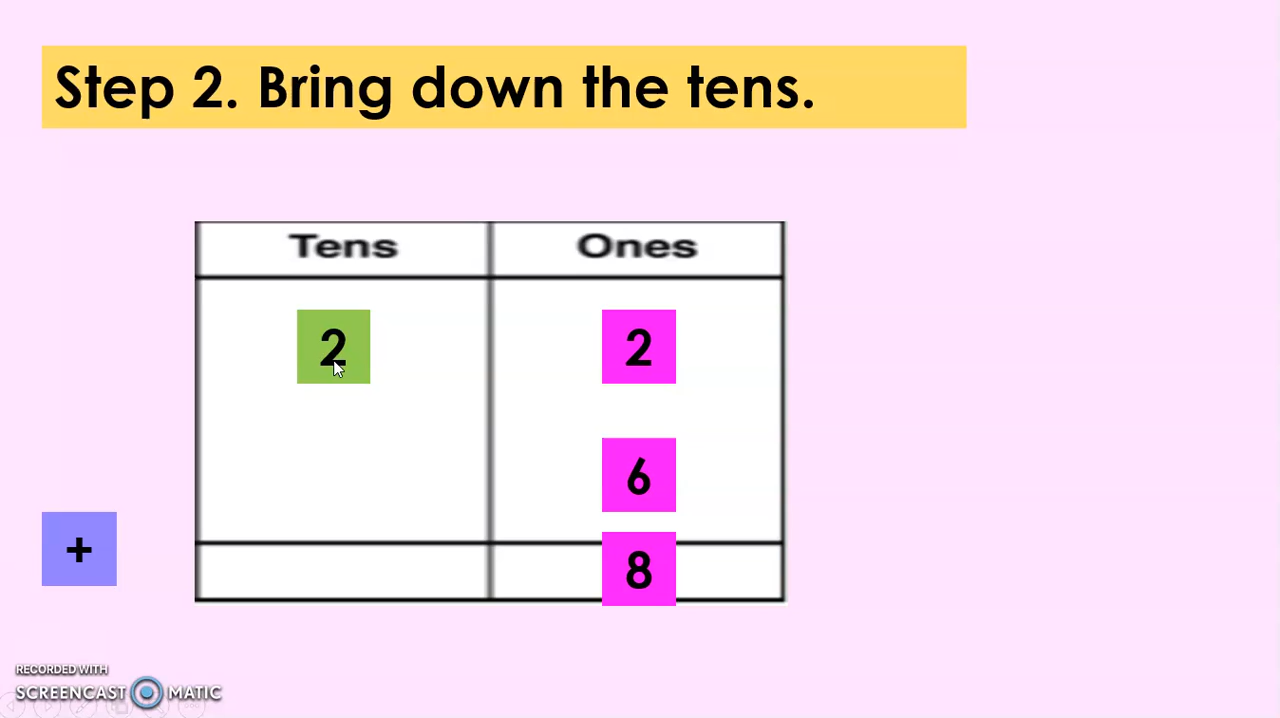 Step 2. Bring down the tens.
Tens Ones
2 2
6
+
8
RECORDED WITH
SCREENCAST MATIC